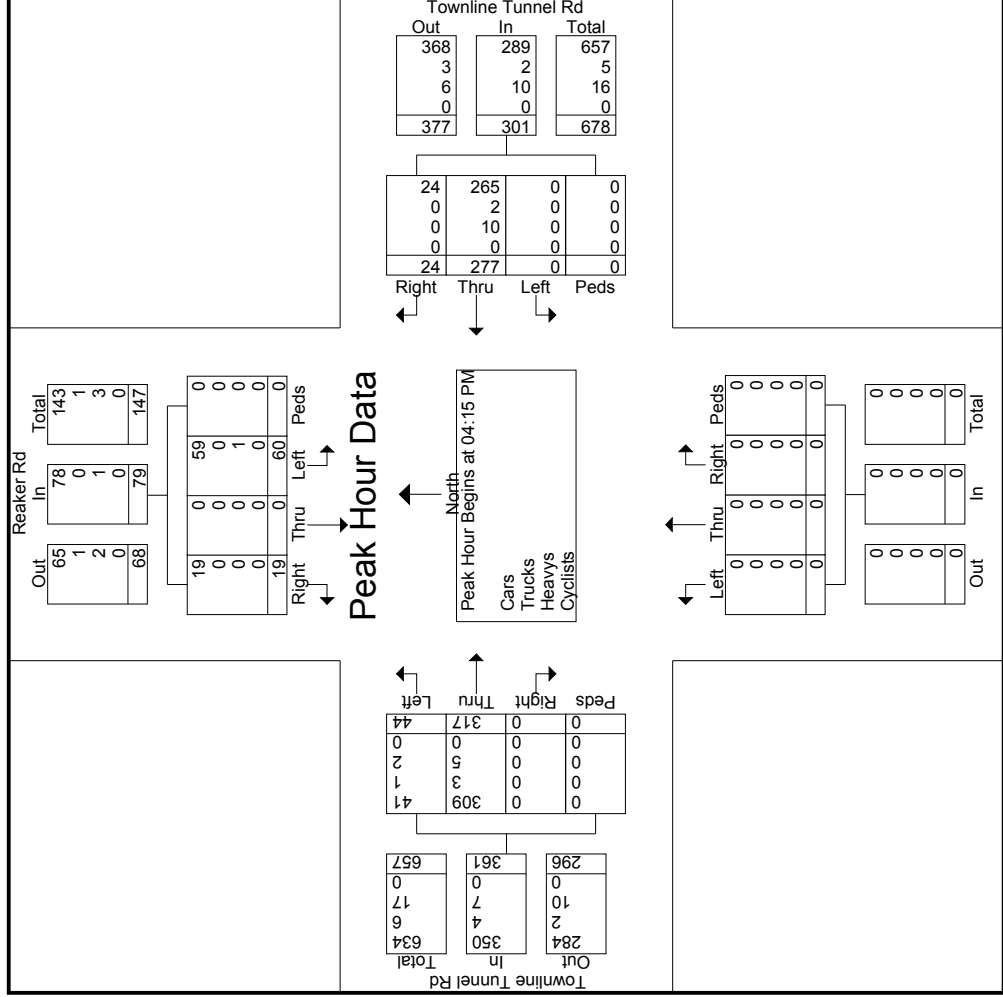 Townline Tunnel Rd
Out In Total
368 289 657
3 2 5
6 10 16
0 0 0
377 301 678
24 265 0 0
0 2 0 0
0 10 0 0
0 0 0 0
24 277 0 0
Right Thru Left Peds
Reaker Rd
Out In Total
65 78 143
1 0 1
2 1 3
0 0 0
68 79 147
19 0 59 0
0 0 0 0
0 0 1 0
0 0 0 0
19 0 60 0
Right Thru Left Peds
Peak Hour Data
North
Peak Hour Begins at 04:15 PM
Cars
Trucks
Heavys
Cyclists
Left Thru Right Peds
0 0 0 0
0 0 0 0
0 0 0 0
0 0 0 0
0 0 0 0
Out In Total
0 0 0
0 0 0
0 0 0
0 0 0
0 0 0
Left Thru Right Peds
44 317 0 0
0 0 0 0
2 5 0 0
1 3 0 0
41 309 0 0
657 361 296
0 0 0
17 7 10
6 4 2
634 350 284
Total In Out
Townline Tunnel Rd